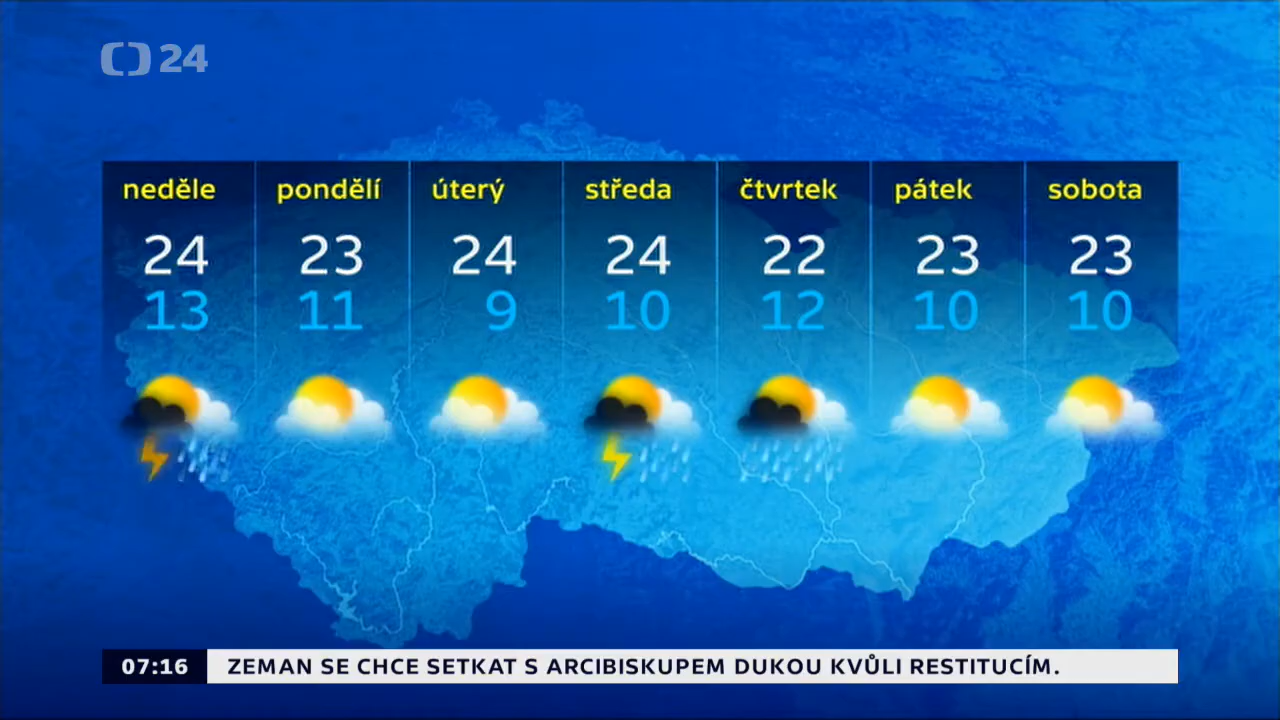 24
neděle pondělí úterý středa čtvrtek pátek sobota
24 23 24 24 22 23 23
13 11 9 10 12 10 10
07:16 ZEMAN SE CHCE SETKAT S ARCIBISKUPEM DUKOU KVŮLI RESTITUCÍM.